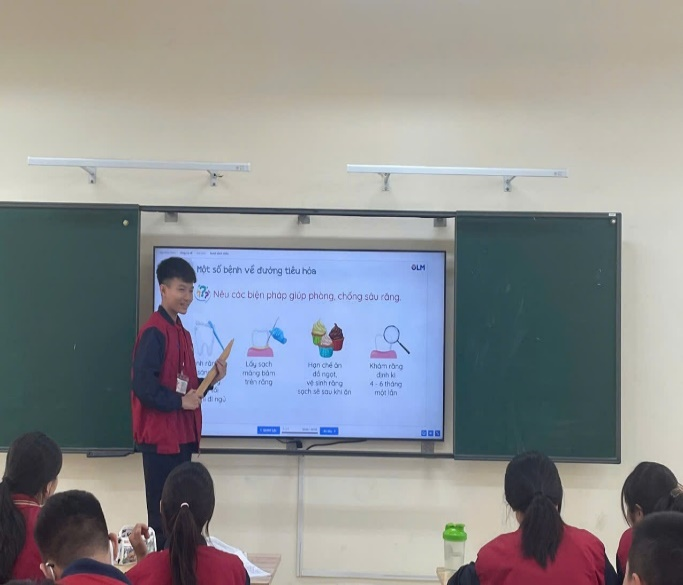 Một số bệnh về đường tiêu hóa
OLM
Nêu các biện pháp giúp phòng, chống sâu răng.
Lấy sạch
mảng bám
trên răng
Hạn chế ăn
đồ ngọt,
vệ sinh răng
sạch sẽ sau khi ăn
Khám răng
định kì
4 - 6 tháng
một lần
đi ngủ